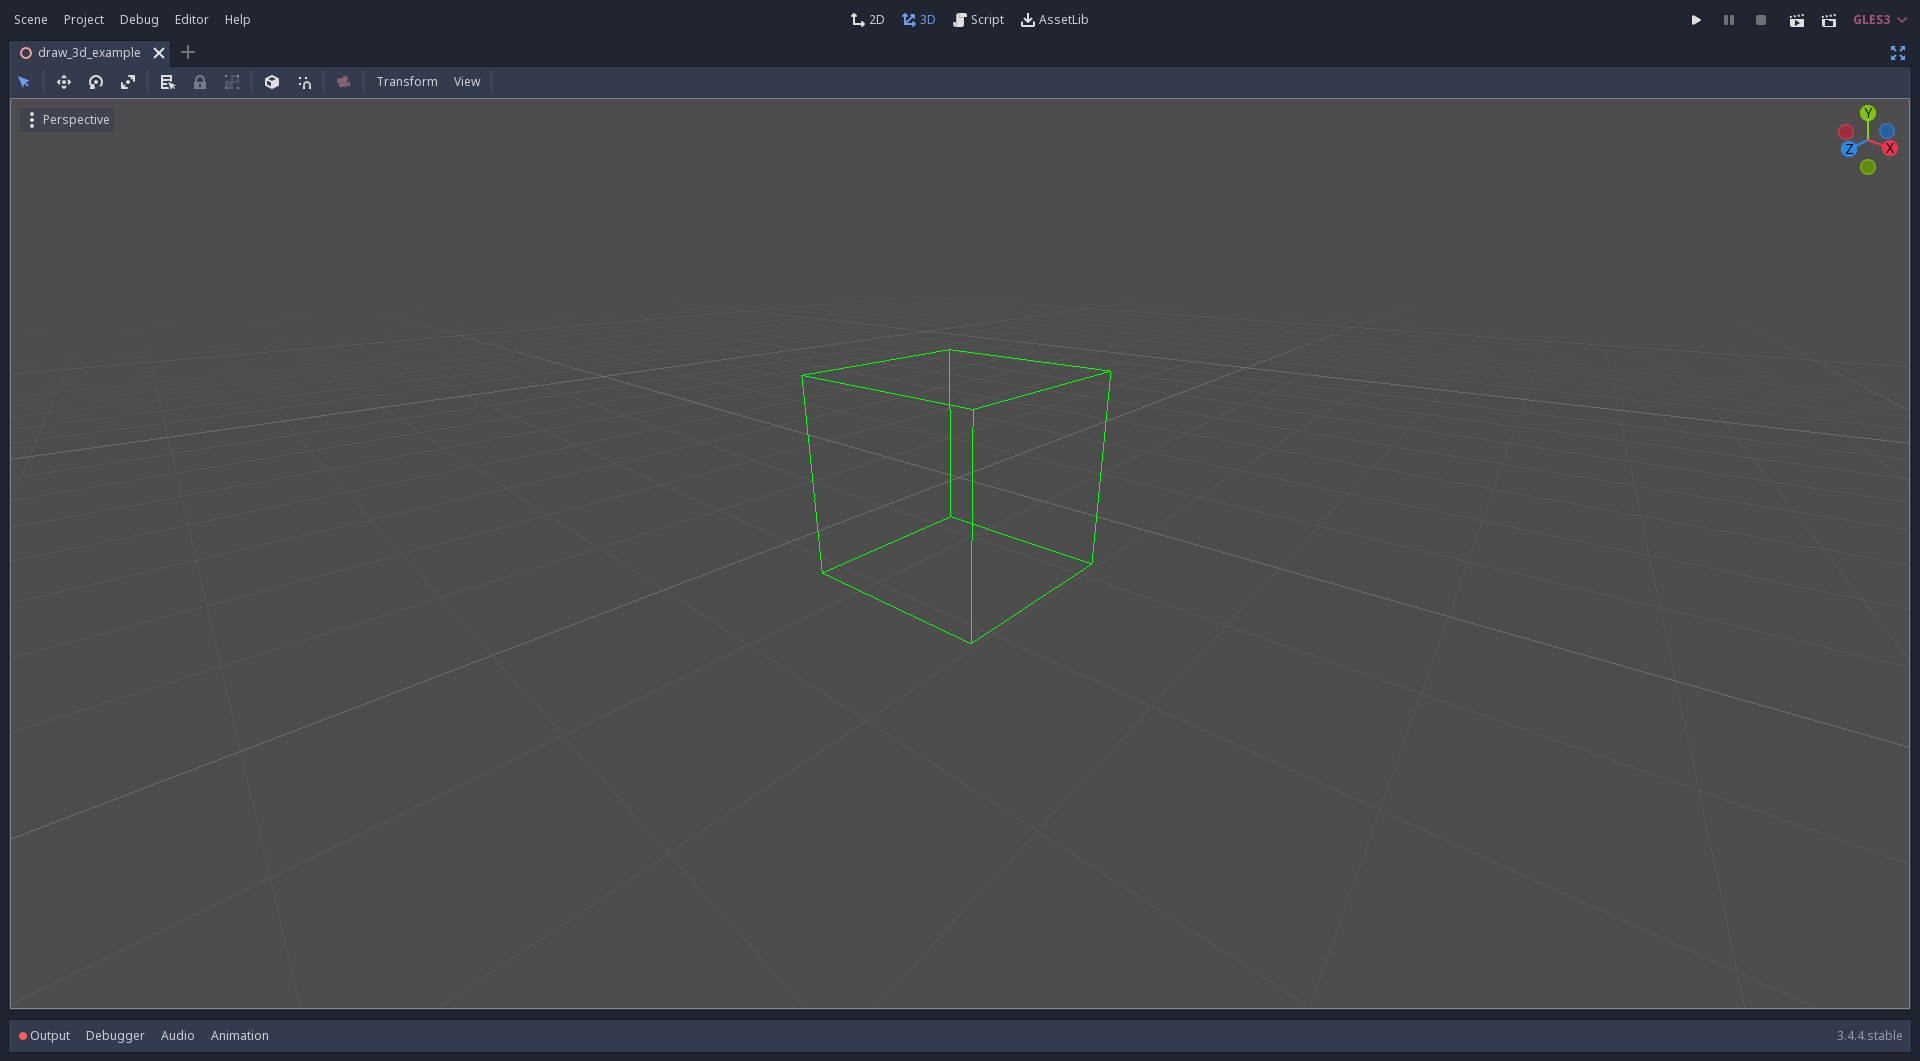 Scene Project Debug Editor Help 2D 3D Script AssetLib GLES3
draw_3d_example
Transform View
Perspective
Y
Z X
Output Debugger Audio Animation 3.4.4.stable